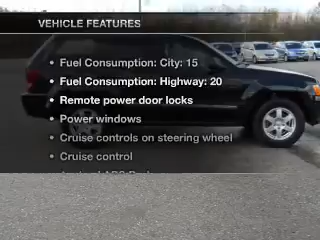 VEHICLE FEATURES
• Fuel Consumption: City: 15
• Fuel Consumption: Highway: 20
• Remote power door locks
• Power windows
• Cruise controls on steering wheel
• Cruise control